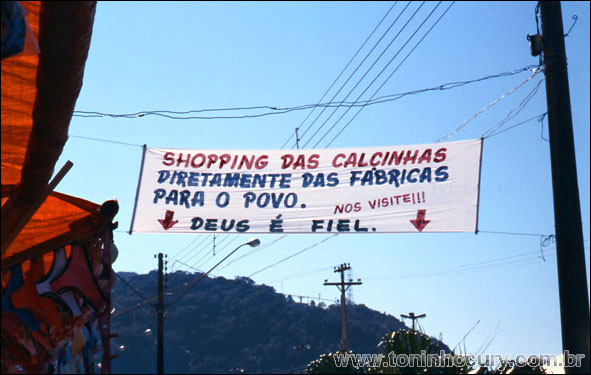 SHOPPING DAS CALCINHAS
DIRETAMENTE DAS FÁBRICAS
PARA O POVO.
NOS VISITE!!!
DEUS É FIEL.
www.toninhocury.com.br